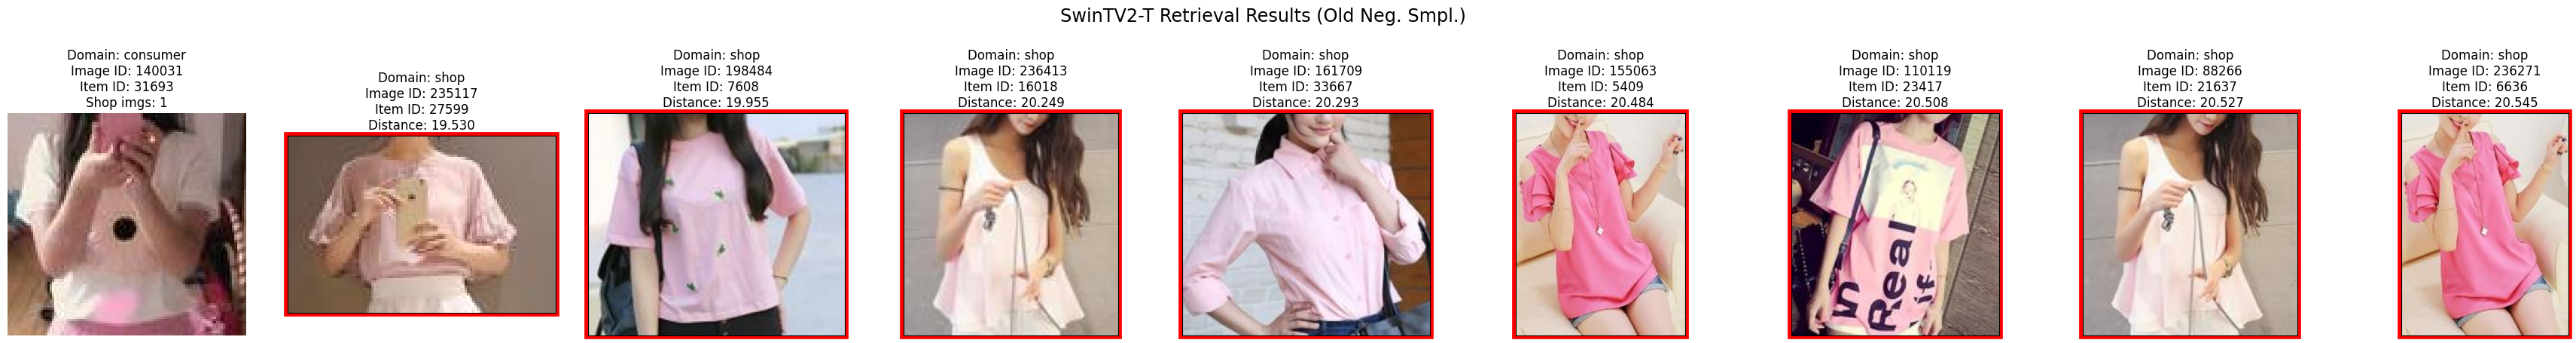 SwinTV2-T Retrieval Results (Old Neg. Smpl.)
Domain: consumer
Image ID: 140031
Item ID: 31693
Shop imgs: 1
Domain: shop
Image ID: 235117
Item ID: 27599
Distance: 19.530
Domain: shop
Image ID: 198484
Item ID: 7608
Distance: 19.955
Domain: shop
Image ID: 236413
Item ID: 16018
Distance: 20.249
Domain: shop
Image ID: 161709
Item ID: 33667
Distance: 20.293
Domain: shop
Image ID: 155063
Item ID: 5409
Distance: 20.484
Domain: shop
Image ID: 110119
Item ID: 23417
Distance: 20.508
Real
if
in
Domain: shop
Image ID: 88266
Item ID: 21637
Distance: 20.527
Domain: shop
Image ID: 236271
Item ID: 6636
Distance: 20.545